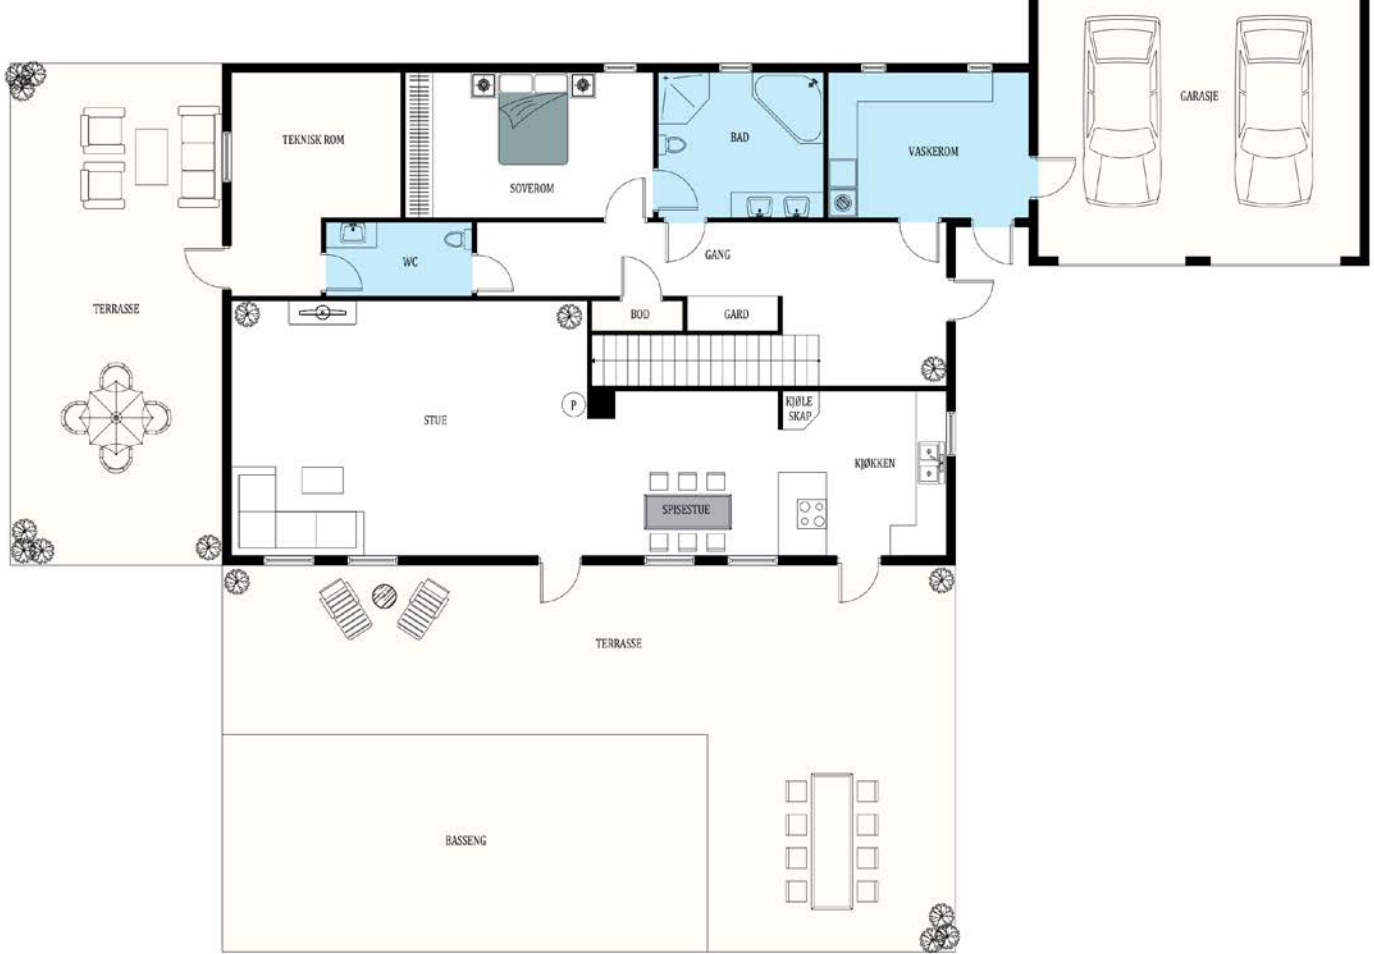 GARASJE
TEKNISK ROM
BAD
VASKEROM
SOVEROM
GANG
WC
TERRASSE
BOD
GARD
KJØLE
SKAP
P
STUE
KJØKKEN
SPISESTUE
TERRASSE
BASSENG